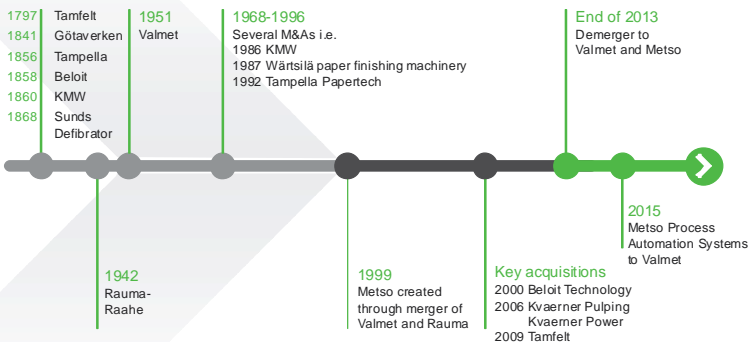 1797 Tamfelt
1841 Götaverken
1856 Tampella
1858 Beloit
1860 KMW
1868 Sunds
Defibrator
1951
Valmet
1968-1996
Several M&As i.e.
1986 KMW
1987 Wärtsilä paper finishing machinery
1992 Tampella Papertech
End of 2013
Demerger to
Valmet and Metso
1942
Rauma-
Raahe
1999
Metso created
through merger of
Valmet and Rauma
Key acquisitions
2000 Beloit Technology
2006 Kvaerner Pulping
Kvaerner Power
2009 Tamfelt
2015
Metso Process
Automation Systems
to Valmet